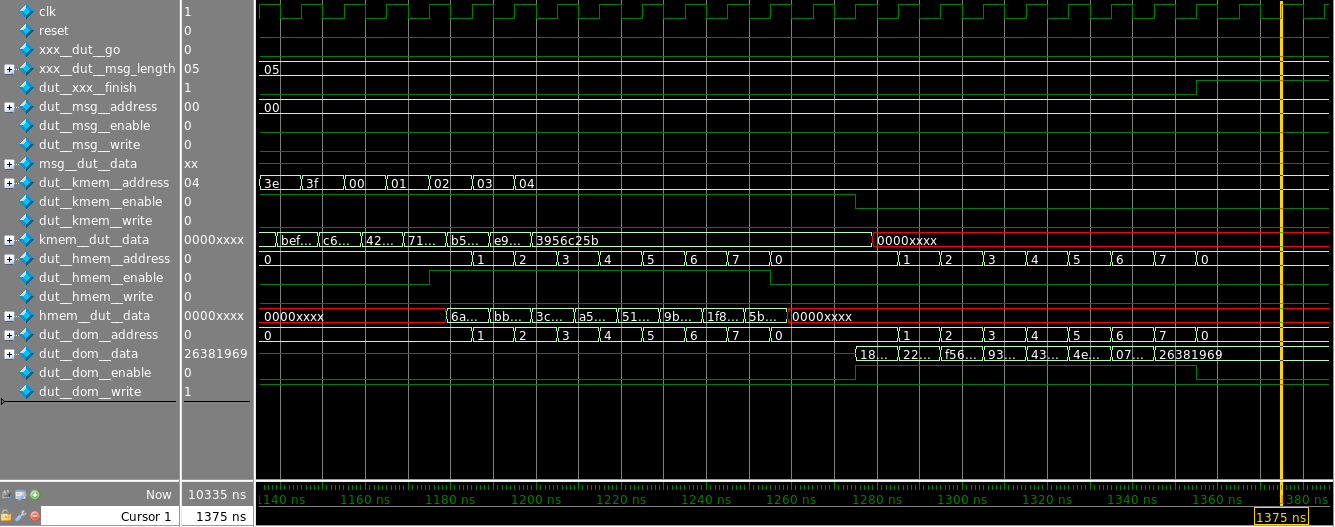 clk 1
reset 0
xxx__dut__go 0
xxx__dut__msg_length 05 05
dut__xxx__finish 1
dut__msg__address 00 00
dut__msg__enable 0
dut__msg__write 0
msg__dut__data xx
dut__kmem__address 04 3e 3f 00 01 02 03 04
dut__kmem__enable 0
dut__kmem__write 0
kmem__dut__data 0000xxxx bef... c6... 42... 71... b5... e9... 3956c25b 0000xxxx
dut__hmem__address 0 0 1 2 3 4 5 6 7 0 1 2 3 4 5 6 7 0
dut__hmem__enable 0
dut__hmem__write 0
hmem__dut__data 0000xxxx 0000xxxx 6a... bb... 3c... a5... 51... 9b... 1f8... 5b... 0000xxxx
dut__dom__address 0 0 1 2 3 4 5 6 7 0 1 2 3 4 5 6 7 0
dut__dom__data 26381969 18... 22... f56... 93... 43... 4e... 07... 26381969
dut__dom__enable 0
dut__dom__write 1
Now 10335 ns 1140 ns 1160 ns 1180 ns 1200 ns 1220 ns 1240 ns 1260 ns 1280 ns 1300 ns 1320 ns 1340 ns 1360 ns 1380 ns
Cursor 1 1375 ns 1375 ns